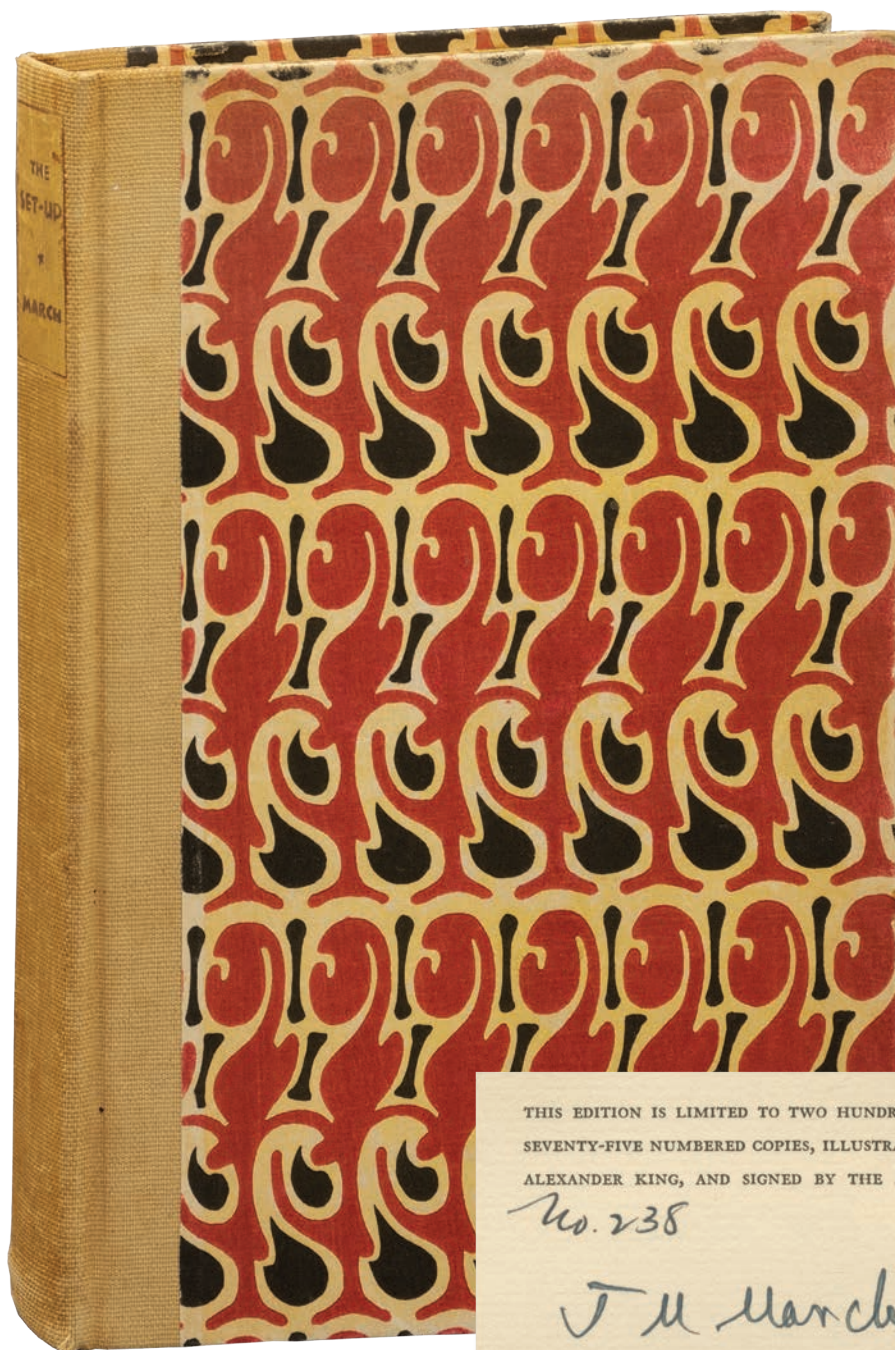 THE
SET-UP
*
MARCH
THIS EDITION IS LIMITED TO TWO HUNDR
SEVENTY-FIVE NUMBERED COPIES, ILLUSTRA
ALEXANDER KING, AND SIGNED BY THE
No. 238
J M March